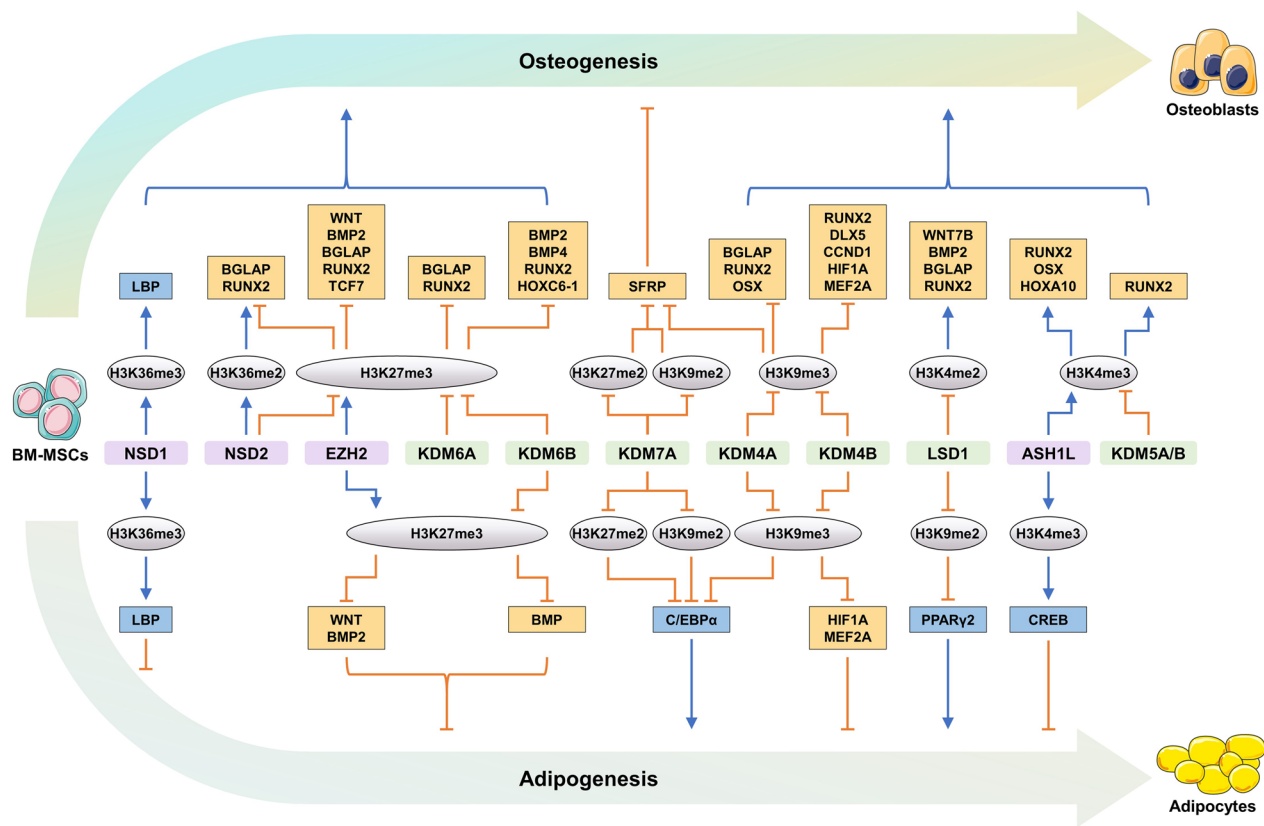 Osteogenesis
Osteoblasts
WNT
BMP2
BGLAP
RUNX2
TCF7
RUNX2
DLX5
CCND1
HIF1A
MEF2A
BMP2
BMP4
RUNX2
HOXC6-1
WNT7B
BMP2
BGLAP
RUNX2
BGLAP
RUNX2
OSX
RUNX2
OSX
HOXA10
BGLAP
RUNX2
BGLAP
RUNX2
LBP
SFRP
RUNX2
H3K36me3
H3K36me2
H3K27me3
H3K27me2
H3K9me2
H3K9me3
H3K4me2
H3K4me3
BM-MSCs
NSD1
NSD2
EZH2
KDM6A
KDM6B
KDM7A
KDM4A
KDM4B
LSD1
ASH1L
KDM5A/B
H3K36me3
H3K27me3
H3K27me2
H3K9me2
H3K9me3
H3K9me2
H3K4me3
LBP
WNT
BMP2
BMP
C/EBPα
HIF1A
MEF2A
PPARγ2
CREB
Adipogenesis
Adipocytes